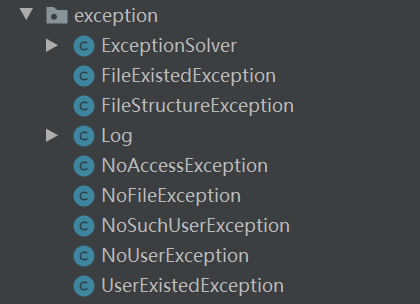 exception
ExceptionSolver
FileExistedException
FileStructureException
Log
NoAccessException
NoFileException
NoSuchUserException
NoUserException
UserExistedException